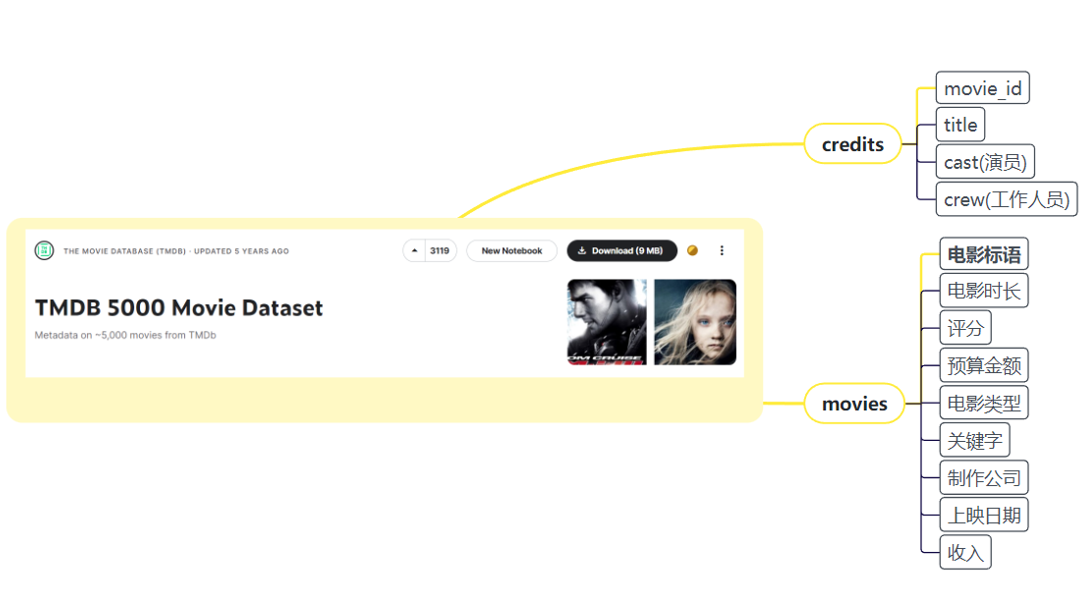 THE MOVIE DATABASE (TMDB) · UPDATED 5 YEARS AGO
3119
New Notebook
Download (9 MB)
TMDB 5000 Movie Dataset
Metadata on ~5,000 movies from TMDb
OM CRUISE
credits
movie_id
title
cast(演员)
crew(工作人员)
movies
电影标语
电影时长
评分
预算金额
电影类型
关键字
制作公司
上映日期
收入